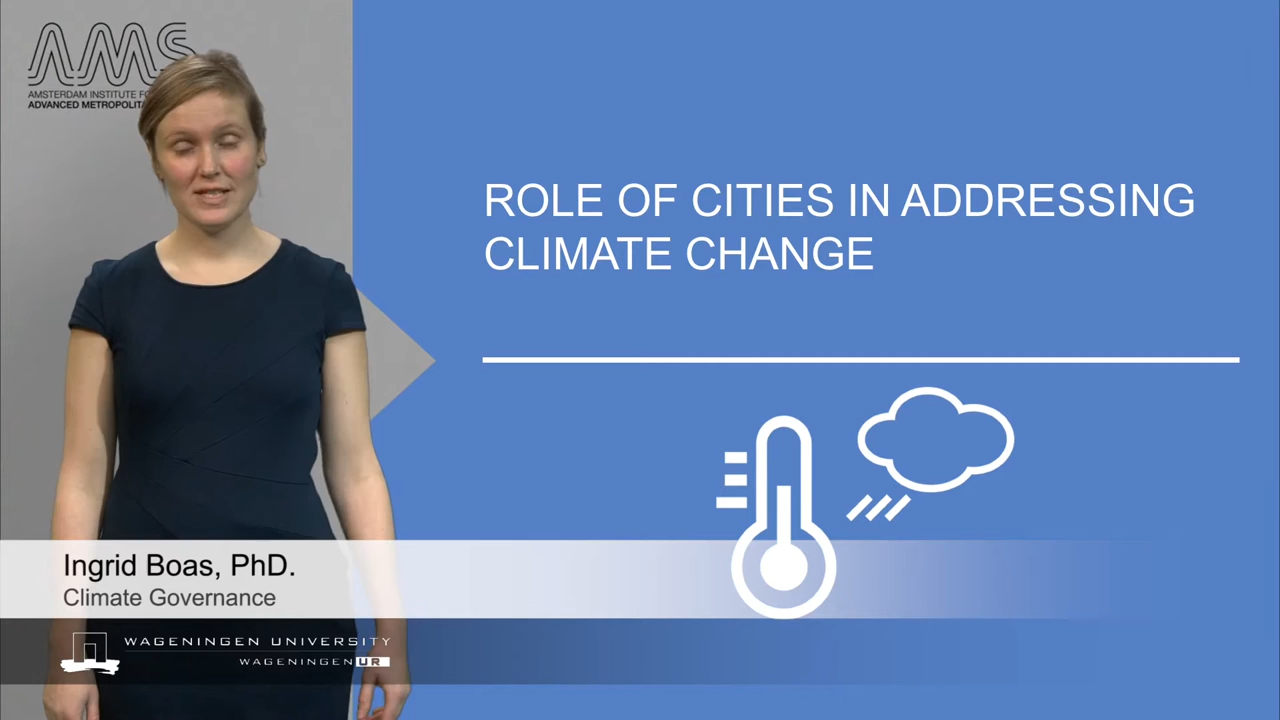 AMS
AMSTERDAM INSTITUTE FO
ADVANCED METROPOLITA
ROLE OF CITIES IN ADDRESSING
CLIMATE CHANGE
Ingrid Boas, PhD.
Climate Governance
WAGENINGEN UNIVERSITY
WAGENINGEN UR